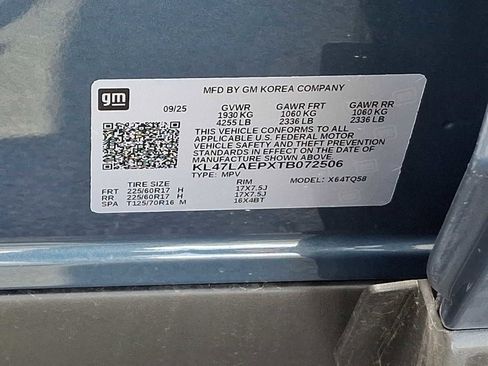 gm
MFD BY GM KOREA COMPANY
09/25 GVWR GAWR FRT GAWR RR
1930 KG 1060 KG 1060 KG
4255 LB 2336 LB 2336 LB
THIS VEHICLE CONFORMS TO ALL
APPLICABLE U.S. FEDERAL MOTOR
VEHICLE SAFETY AND THEFT PREVENTION
STANDARDS IN EFFECT ON THE DATE OF
MANUFACTURE SHOWN ABOVE.
KL47LAEPXTB072506
TYPE: MPV MODEL: X64TQ58
TIRE SIZE RIM
FRT 225/60R17 H 17X7.5J
RR 225/60R17 H 17X7.5J
SPA T125/70R16 M 16X4BT